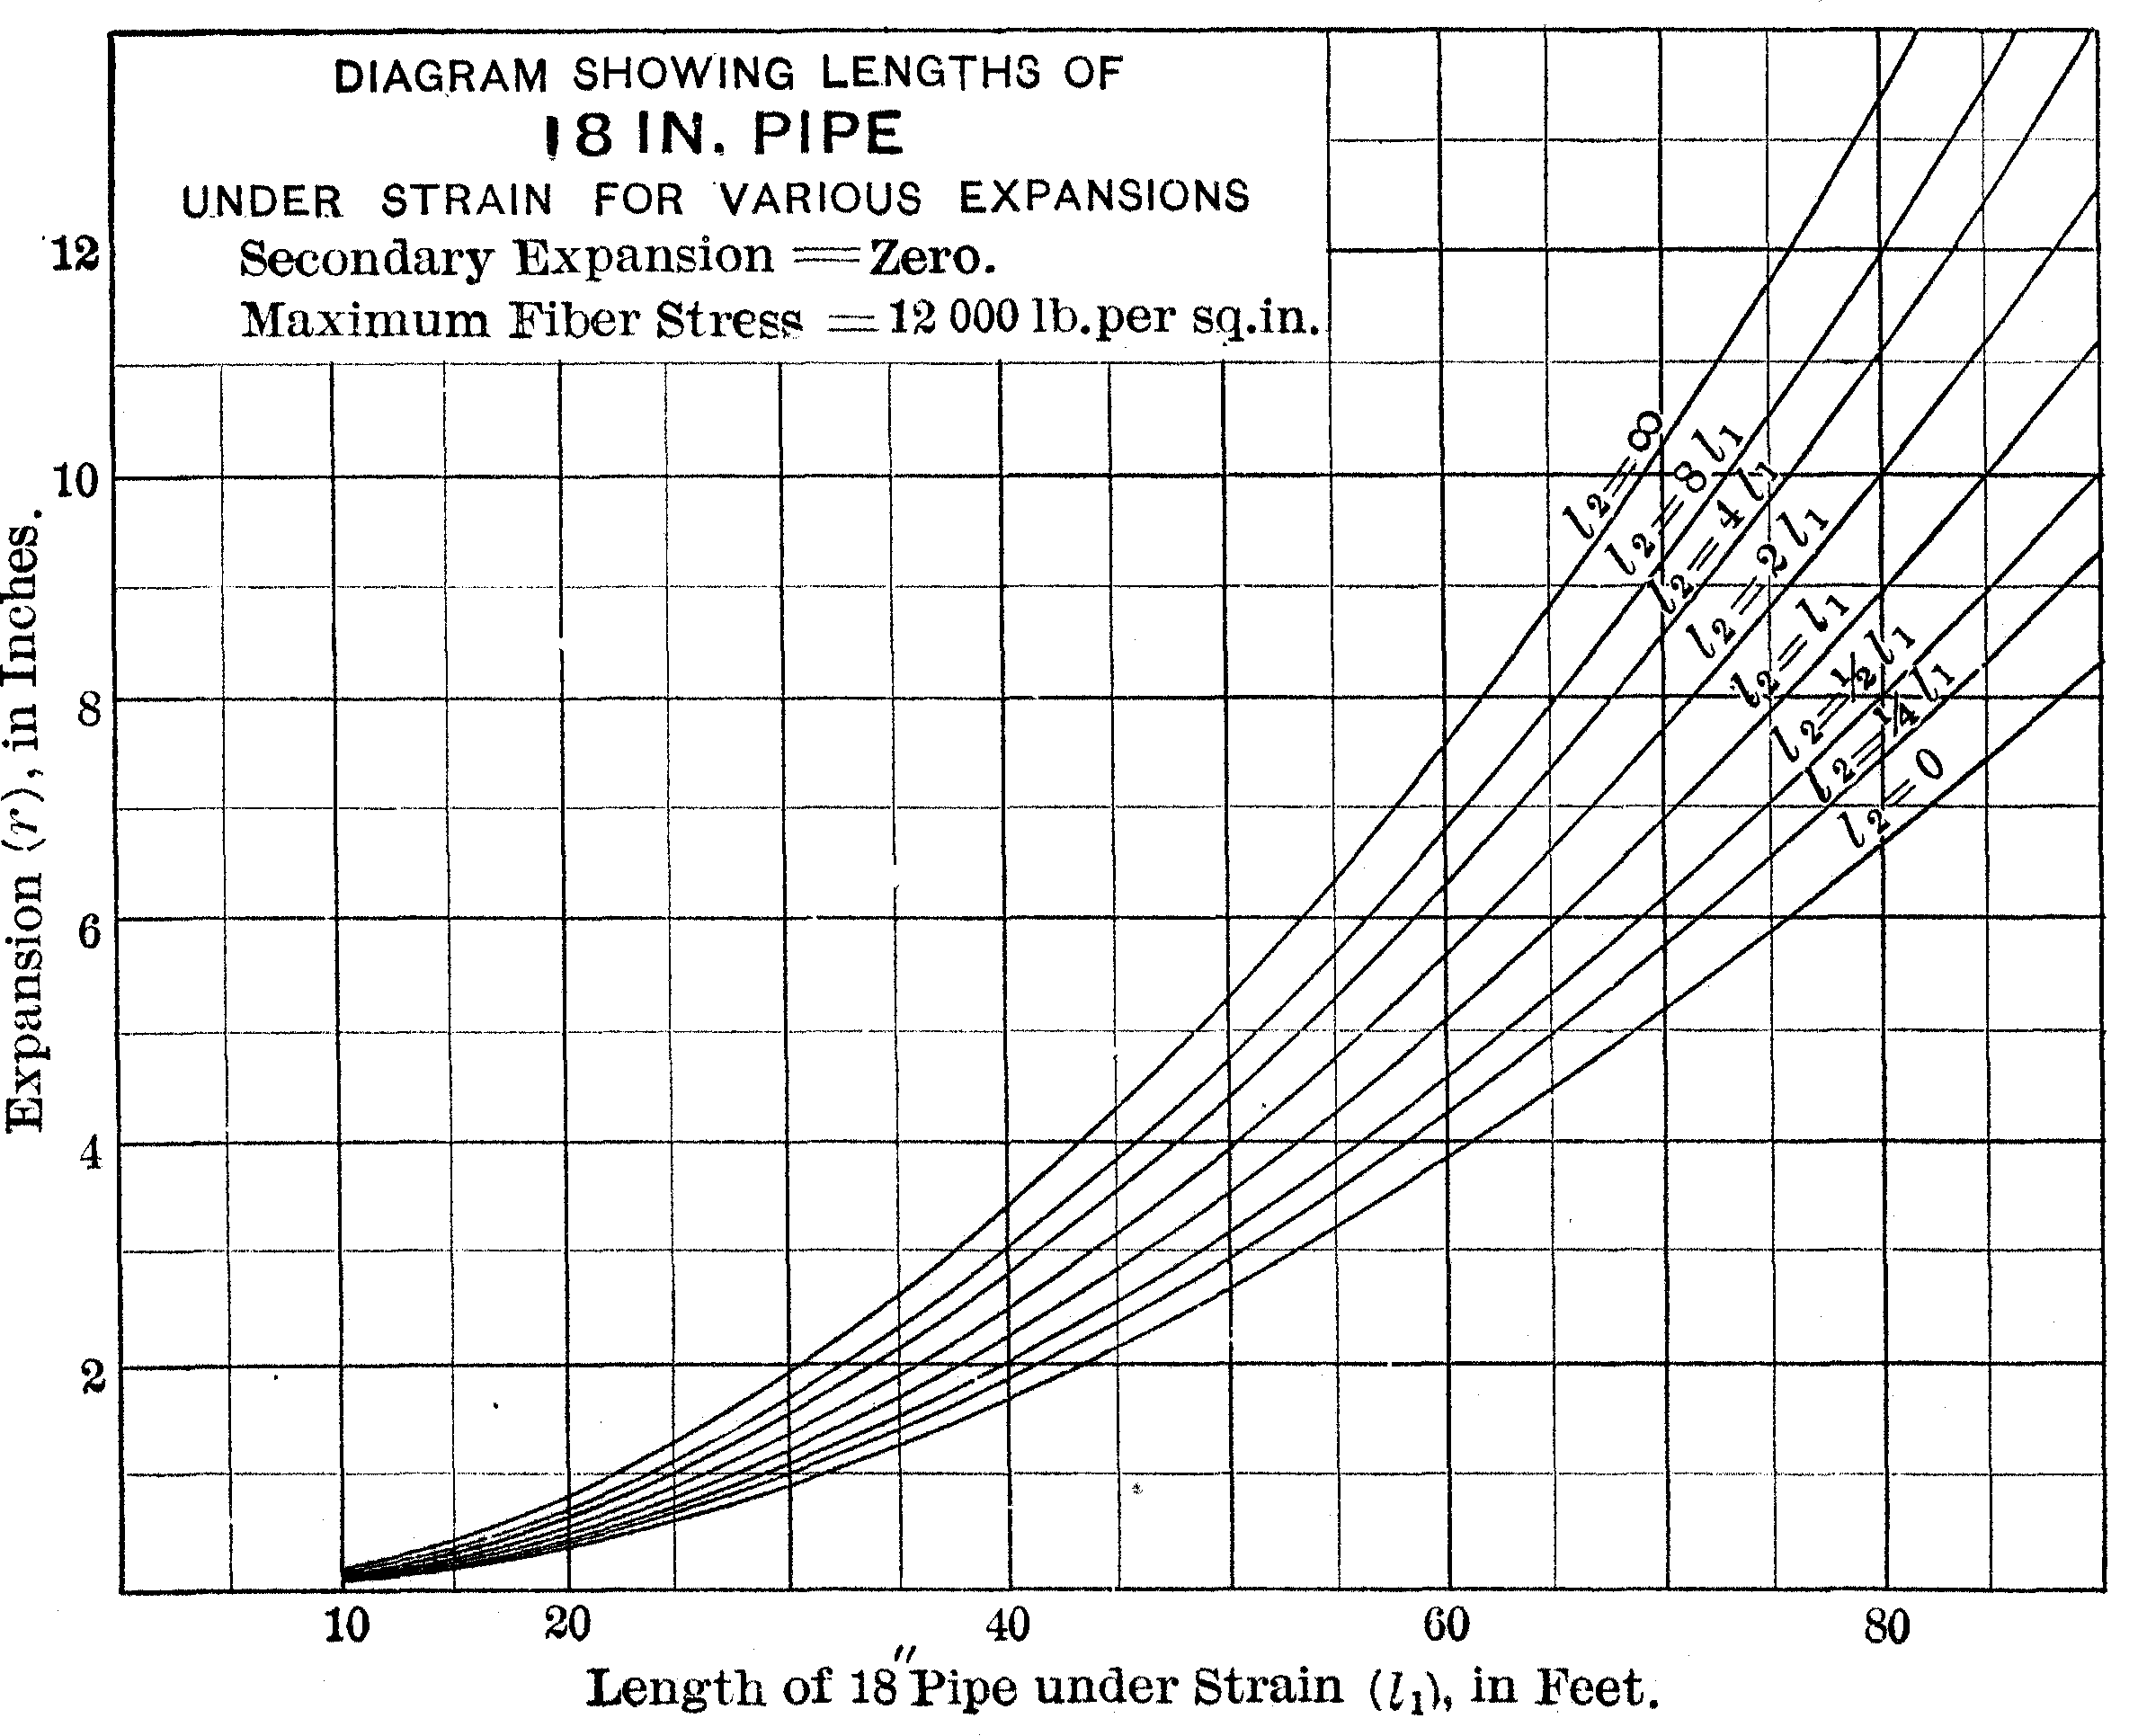 DIAGRAM SHOWING LENGTHS OF
18 IN. PIPE
UNDER STRAIN FOR VARIOUS EXPANSIONS
Secondary Expansion = Zero.
Maximum Fiber Stress = 12 000 lb.per sq.in.
Expansion (r), in Inches.
12
10
8
6
4
2
l2=∞
l2=8 l1
l2=4 l1
l2=2 l1
l2=l1
l2=½ l1
l2=¼ l1
l2=0
10 20 40 60 80
Length of 18" Pipe under Strain (l1), in Feet.